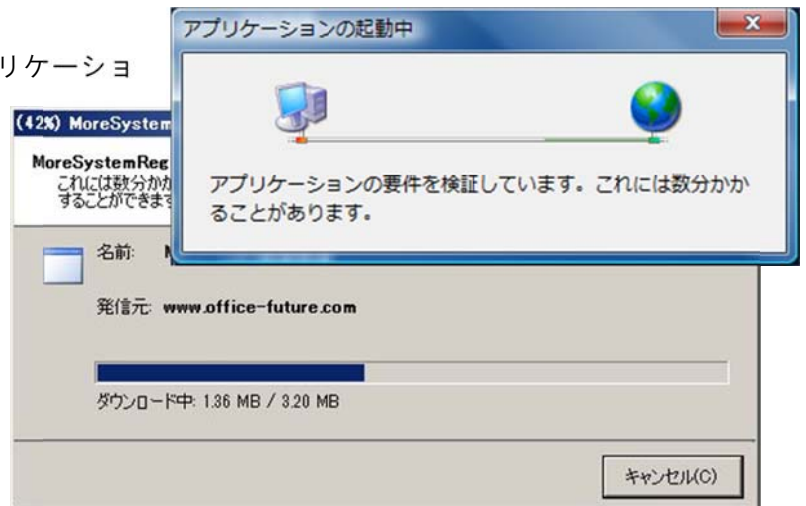 アプリケーションの起動中
リケーショ
(42%) MoreSystem
MoreSystemReg
アプリケーションの要件を検証しています。これには数分かか
ることがあります。
これには数分かか
することができます
名前:
発信元: www.office-future.com
ダウンロード中: 1.36 MB / 3.20 MB
キャンセル(C)